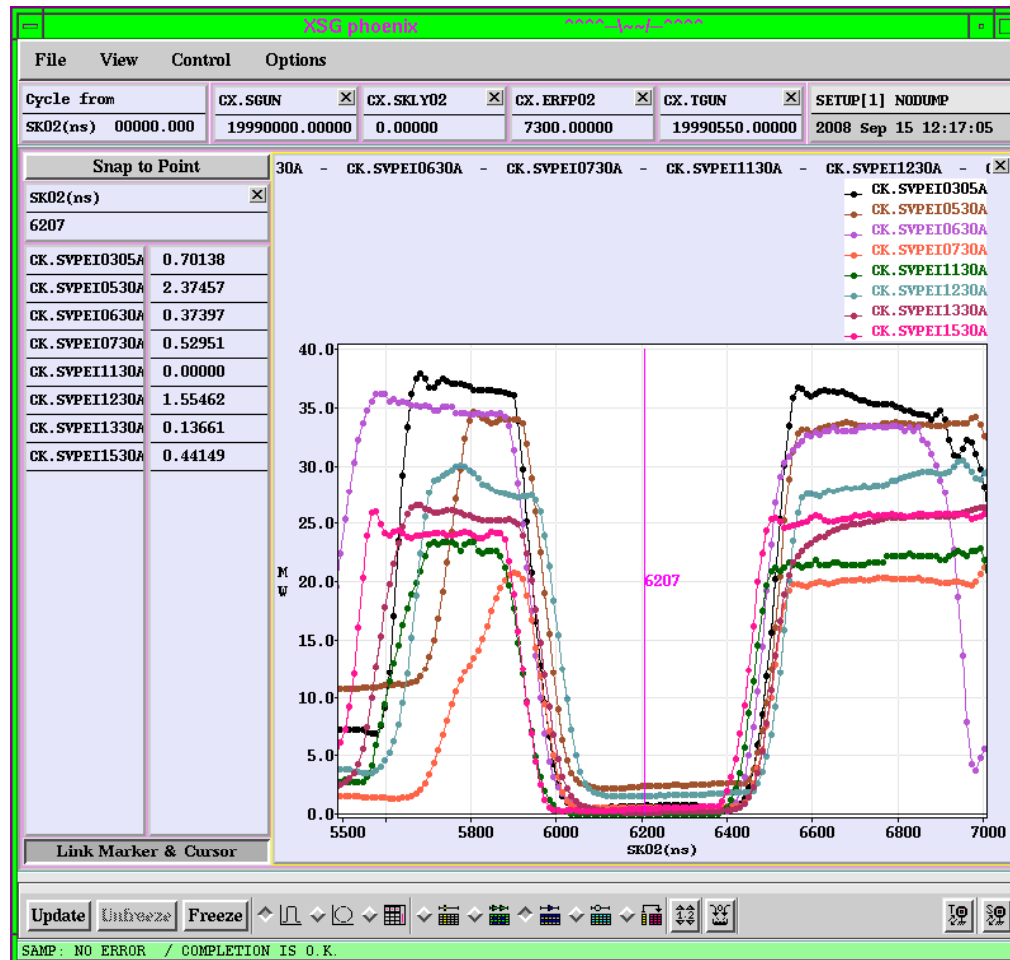 XSG phoenix ^^^^--\~~/--^^^^
File View Control Options
Cycle from
SK02(ns) 00000.000
CX.SGUN
19990000.00000
CX.SKLY02
0.00000
CX.ERFP02
7300.00000
CX.TGUN
19990550.00000
SETUP[1] NODUMP
2008 Sep 15 12:17:05
Snap to Point
SK02(ns)
6207
CK.SVPEI0305A 0.70138
CK.SVPEI0530A 2.37457
CK.SVPEI0630A 0.37397
CK.SVPEI0730A 0.52951
CK.SVPEI1130A 0.00000
CK.SVPEI1230A 1.55462
CK.SVPEI1330A 0.13661
CK.SVPEI1530A 0.44149
Link Marker & Cursor
30A - CK.SVPEI0630A - CK.SVPEI0730A - CK.SVPEI1130A - CK.SVPEI1230A -
CK.SVPEI0305A
CK.SVPEI0530A
CK.SVPEI0630A
CK.SVPEI0730A
CK.SVPEI1130A
CK.SVPEI1230A
CK.SVPEI1330A
CK.SVPEI1530A
40.0
35.0
30.0
25.0
20.0
15.0
10.0
5.0
0.0
MW
6207
5500 5800 6000 6200 6400 6600 6800 7000
SK02(ns)
Update Unfreeze Freeze
1.2
SAMP: NO ERROR / COMPLETION IS O.K.